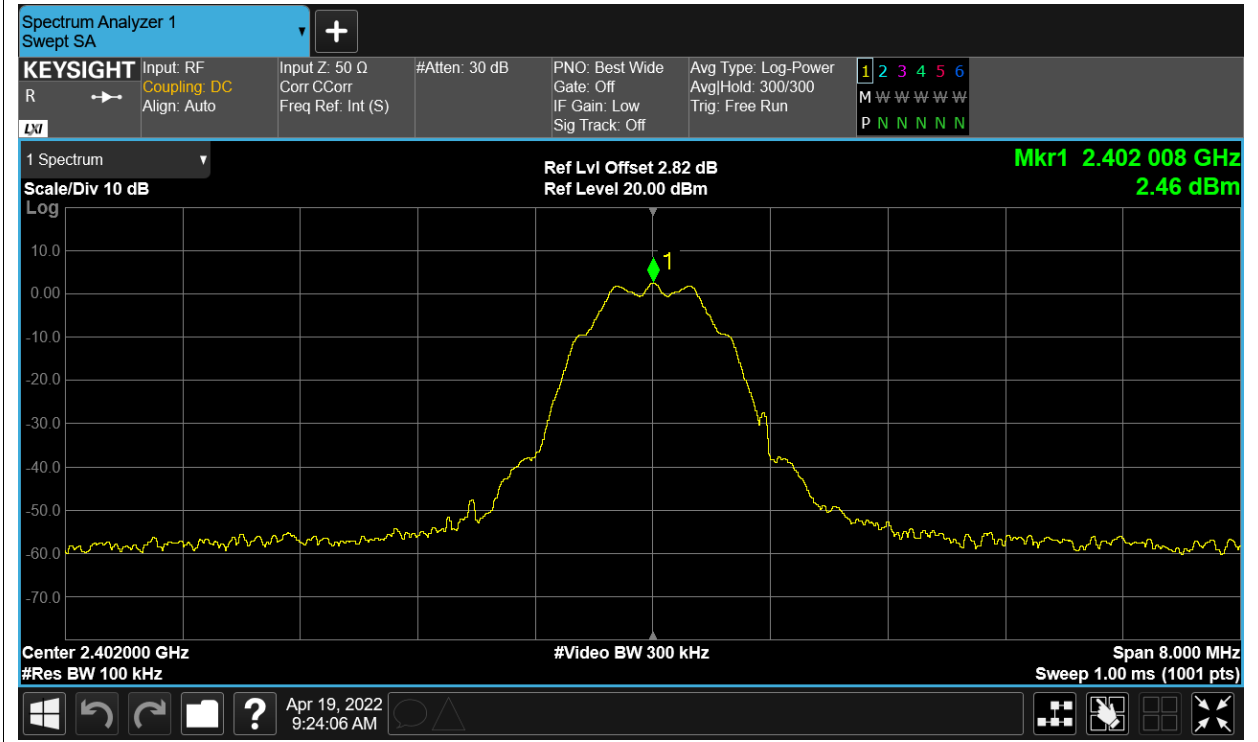 Spectrum Analyzer 1
Swept SA
KEYSIGHT
R
LXI
Input: RF
Coupling: DC
Align: Auto
Input Z: 50 Ω
Corr CCorr
Freq Ref: Int (S)
#Atten: 30 dB
PNO: Best Wide
Gate: Off
IF Gain: Low
Sig Track: Off
Avg Type: Log-Power
Avg|Hold: 300/300
Trig: Free Run
1 2 3 4 5 6
M W W W W W W
P N N N N N N
1 Spectrum
Scale/Div 10 dB
Log
Ref Lvl Offset 2.82 dB
Ref Level 20.00 dBm
Mkr1 2.402 008 GHz
2.46 dBm
1
10.0
0.00
-10.0
-20.0
-30.0
-40.0
-50.0
-60.0
-70.0
Center 2.402000 GHz
#Res BW 100 kHz
#Video BW 300 kHz
Span 8.000 MHz
Sweep 1.00 ms (1001 pts)
?
Apr 19, 2022
9:24:06 AM